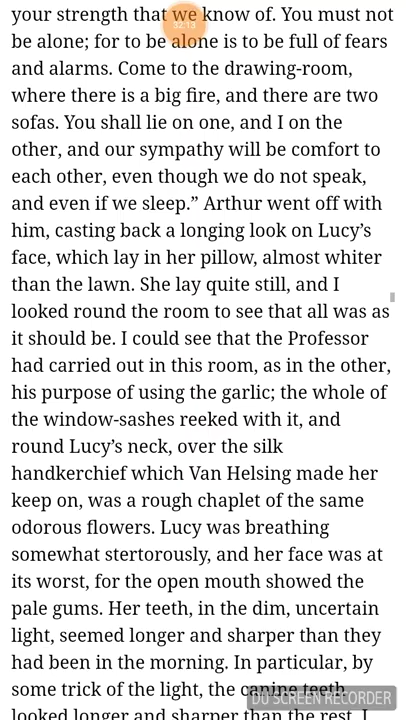 your strength that we know of. You must not
be alone; for to be alone is to be full of fears
and alarms. Come to the drawing-room,
where there is a big fire, and there are two
sofas. You shall lie on one, and I on the
other, and our sympathy will be comfort to
each other, even though we do not speak,
and even if we sleep.” Arthur went off with
him, casting back a longing look on Lucy’s
face, which lay in her pillow, almost whiter
than the lawn. She lay quite still, and I
looked round the room to see that all was as
it should be. I could see that the Professor
had carried out in this room, as in the other,
his purpose of using the garlic; the whole of
the window-sashes reeked with it, and
round Lucy’s neck, over the silk
handkerchief which Van Helsing made her
keep on, was a rough chaplet of the same
odorous flowers. Lucy was breathing
somewhat stertorously, and her face was at
its worst, for the open mouth showed the
pale gums. Her teeth, in the dim, uncertain
light, seemed longer and sharper than they
had been in the morning. In particular, by
some trick of the light, the canine teeth
looked longer and sharper than the rest. I
DU SCREEN RECORDER